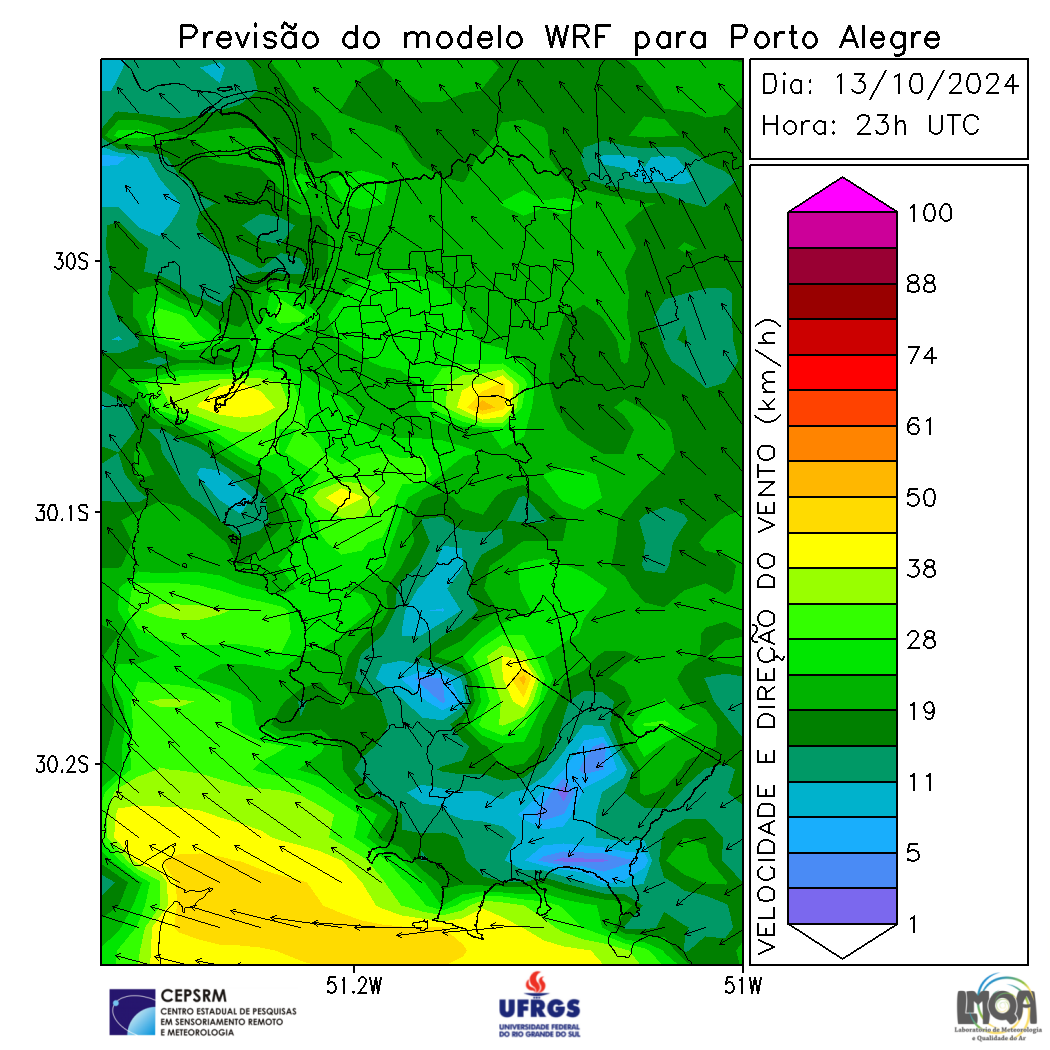 Previsão do modelo WRF para Porto Alegre
Dia: 13/10/2024
Hora: 23h UTC
30S
30.1S
30.2S
51.2W
51W
VELOCIDADE E DIREÇÃO DO VENTO (km/h)
100
88
74
61
50
38
28
19
11
5
1
CEPSRM
CENTRO ESTADUAL DE PESQUISAS
EM SENSORIAMENTO REMOTO
E METEOROLOGIA
UFRGS
UNIVERSIDADE FEDERAL
DO RIO GRANDE DO SUL
LMQA
Laboratório de Meteorologia
e Qualidade do Ar